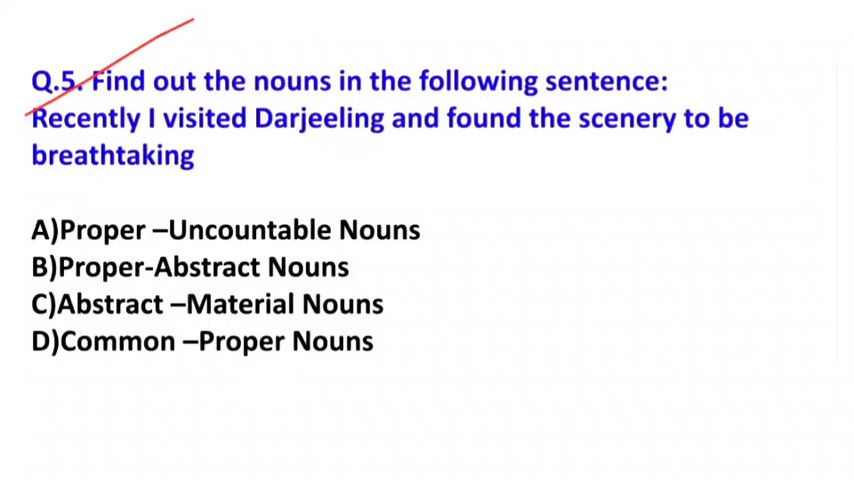 Q.5. Find out the nouns in the following sentence:
Recently I visited Darjeeling and found the scenery to be
breathtaking
A)Proper –Uncountable Nouns
B)Proper-Abstract Nouns
C)Abstract –Material Nouns
D)Common –Proper Nouns